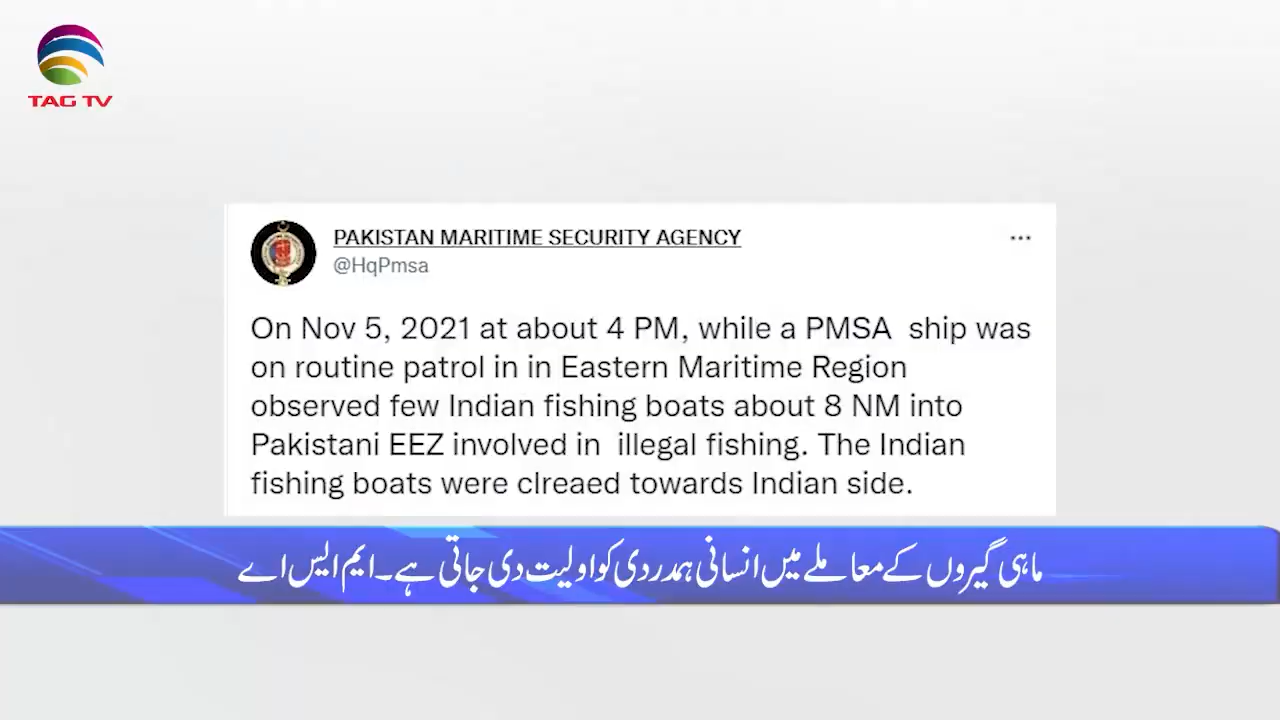 TAG TV
PAKISTAN MARITIME SECURITY AGENCY
@HqPmsa
On Nov 5, 2021 at about 4 PM, while a PMSA ship was
on routine patrol in in Eastern Maritime Region
observed few Indian fishing boats about 8 NM into
Pakistani EEZ involved in illegal fishing. The Indian
fishing boats were clreaed towards Indian side.
ماہی گیروں کے معاملے میں انسانی ہمدردی کو اولیت دی جاتی ہے۔ ایم ایس اے